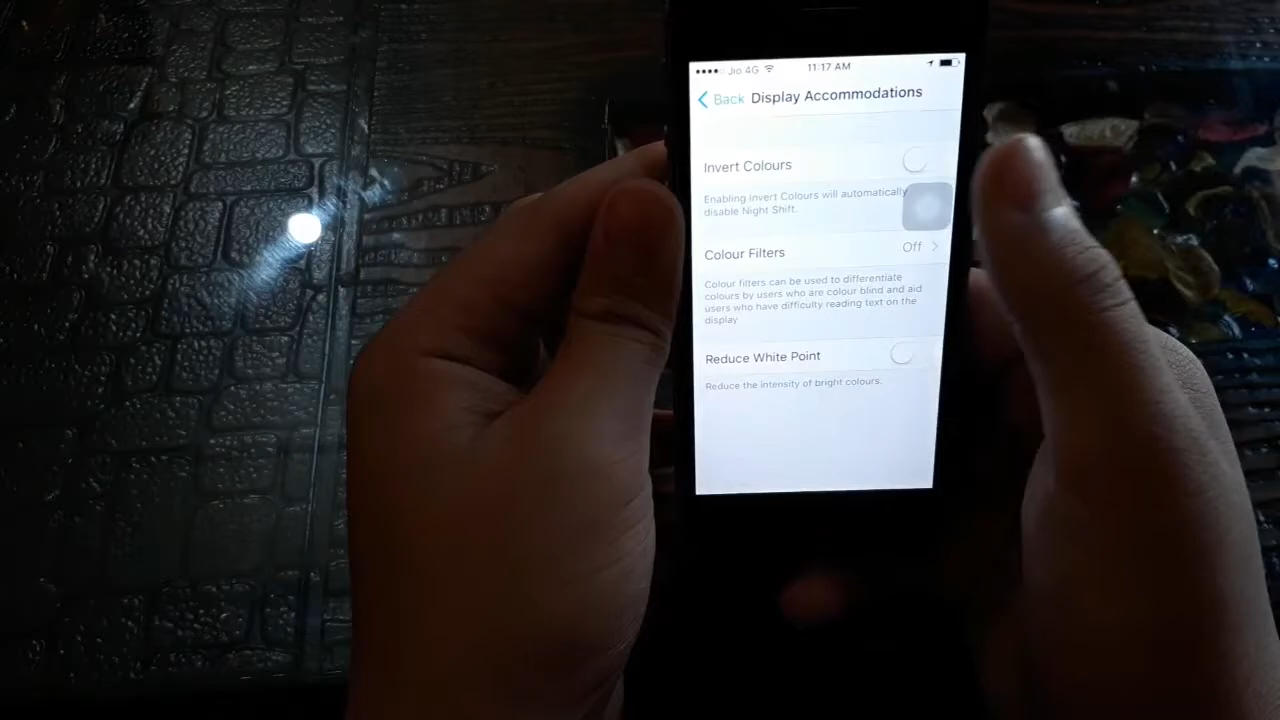 Jio 4G 11:17 AM
Back Display Accommodations
Invert Colours
Enabling Invert Colours will automatically
disable Night Shift.
Colour Filters Off
Colour filters can be used to differentiate
colours by users who are colour blind and aid
users who have difficulty reading text on the
display
Reduce White Point
Reduce the intensity of bright colours.